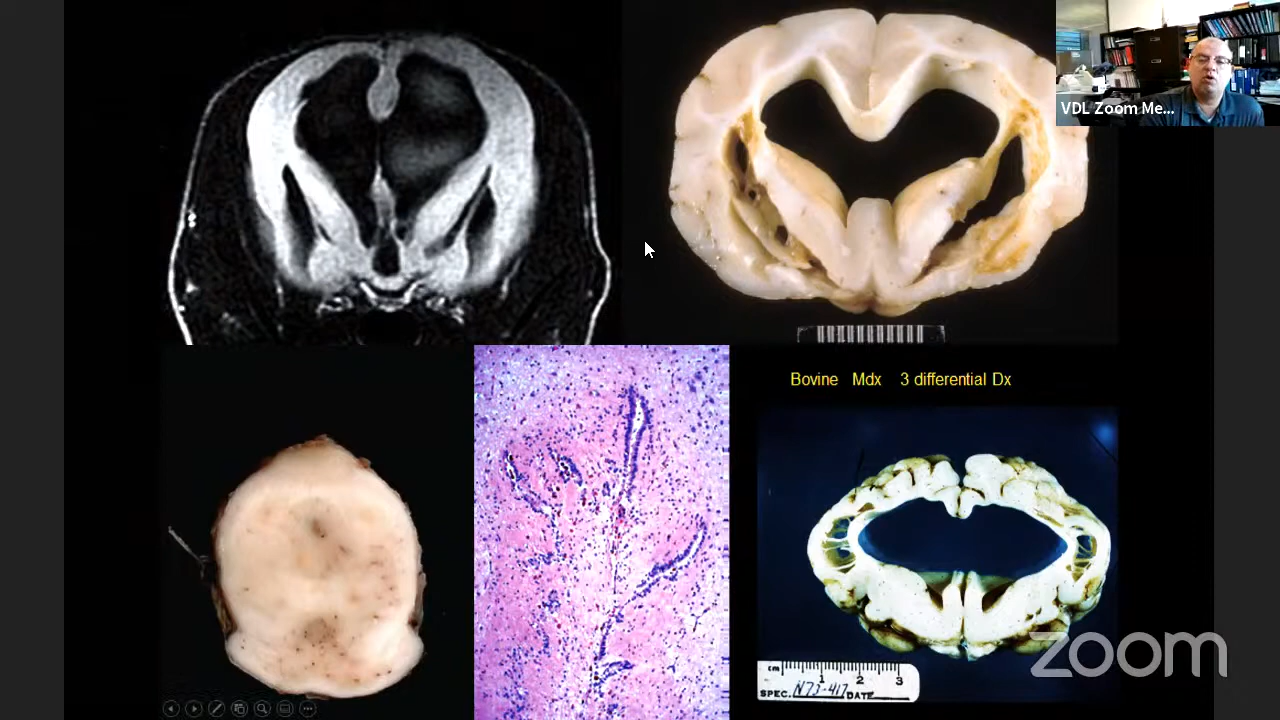 VDL Zoom Me...
Bovine Mdx 3 differential Dx
cm 1 2 3
SPEC. N73-417 DATE
zoom